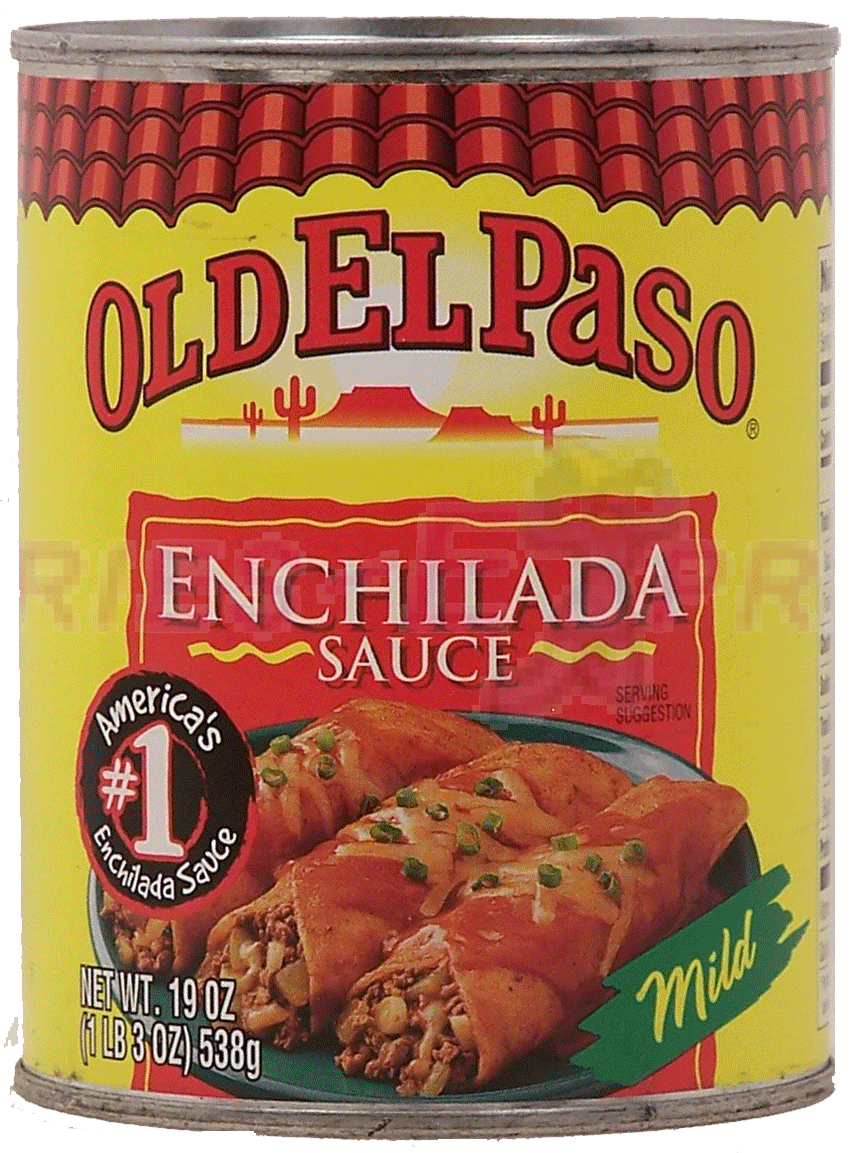 OLD EL PASO
®
ENCHILADA
SAUCE
SERVING
SUGGESTION
America's
#1
Enchilada Sauce
Mild
NET WT. 19 OZ
(1 LB 3 OZ) 538g